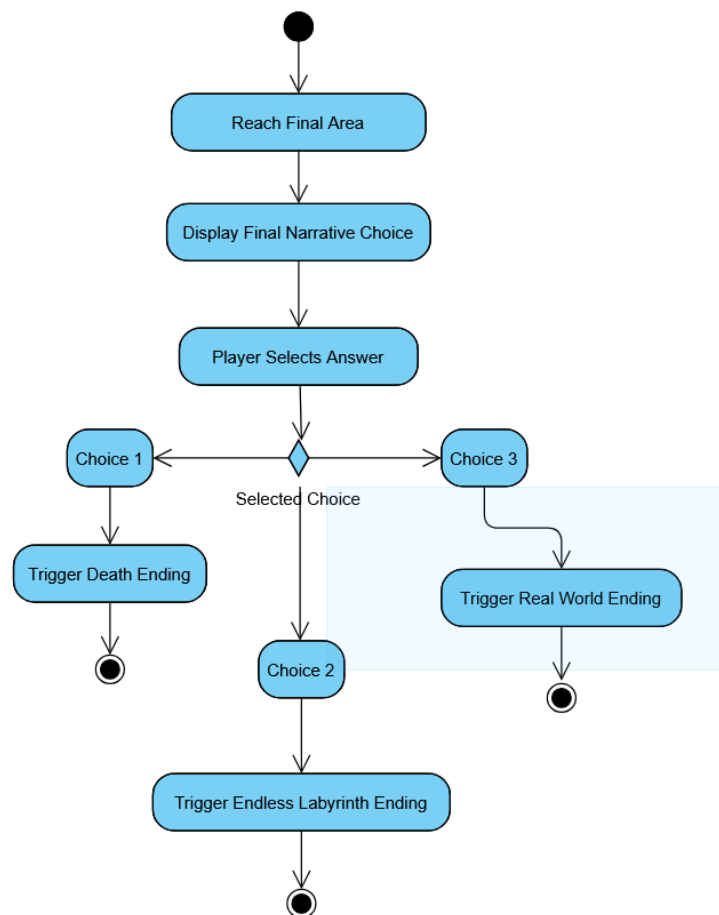 Reach Final Area
Display Final Narrative Choice
Player Selects Answer
Choice 1
Choice 3
Selected Choice
Trigger Death Ending
Trigger Real World Ending
Choice 2
Trigger Endless Labyrinth Ending